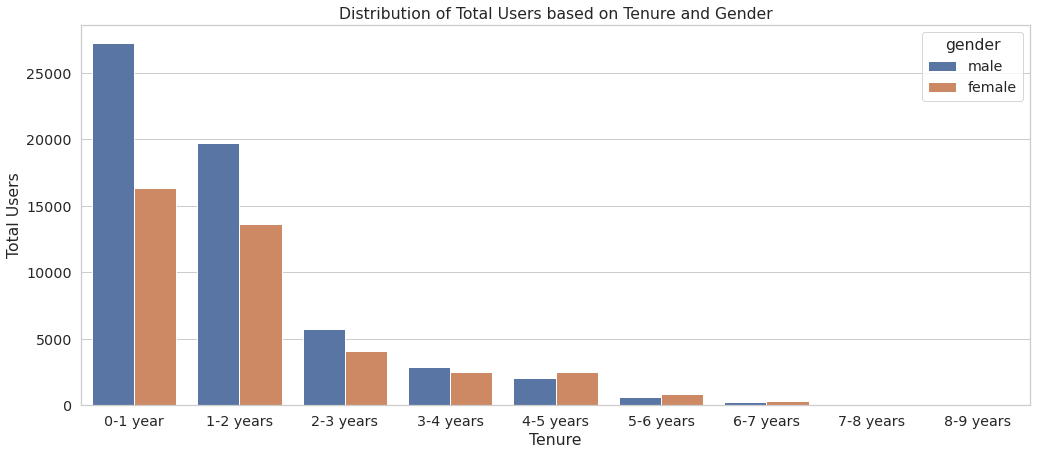 Distribution of Total Users based on Tenure and Gender
gender
male
female
25000
20000
15000
10000
5000
0
Total Users
0-1 year
1-2 years
2-3 years
3-4 years
4-5 years
5-6 years
6-7 years
7-8 years
8-9 years
Tenure